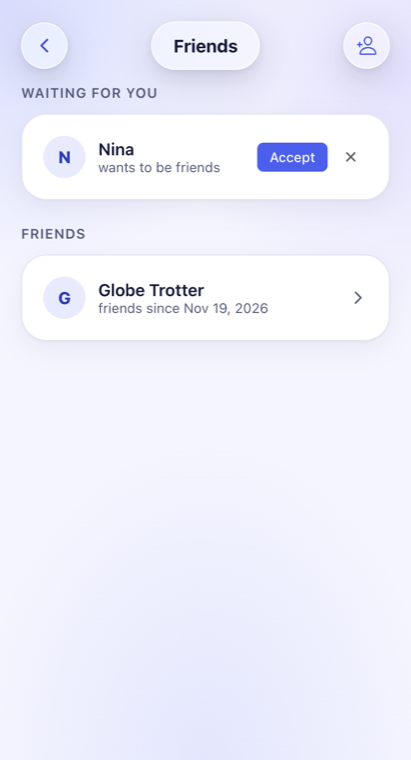 Friends
WAITING FOR YOU
N
Nina
wants to be friends
Accept
FRIENDS
G
Globe Trotter
friends since Nov 19, 2026